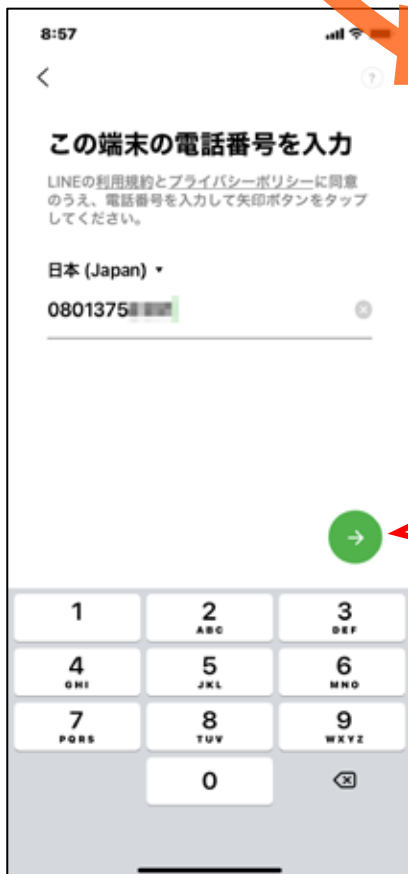 8:57
この端末の電話番号を入力
LINEの利用規約とプライバシーポリシーに同意
のうえ、電話番号を入力して矢印ボタンをタップ
してください。
日本 (Japan)
0801375
1
2 ABC
3 DEF
4 GHI
5 JKL
6 MNO
7 PQRS
8 TUV
9 WXYZ
0